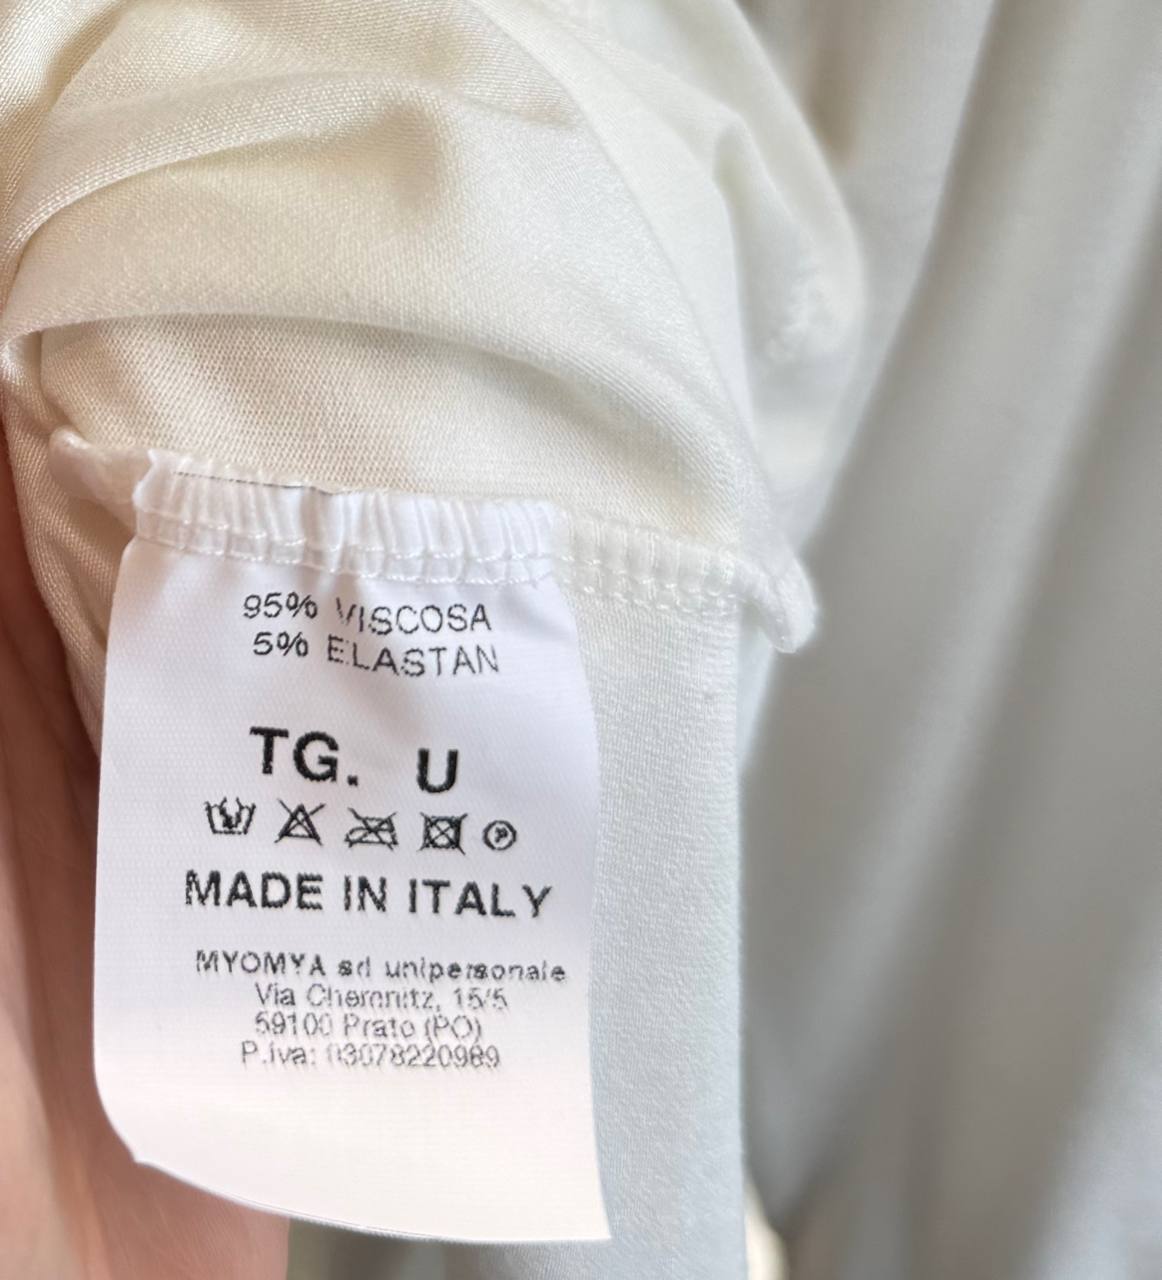 95% VISCOSA
5% ELASTAN
TG. U
MADE IN ITALY
MYOMYA srl unipersonale
Via Chemnitz, 15/5
59100 Prato (PO)
P.Iva: 03078220989